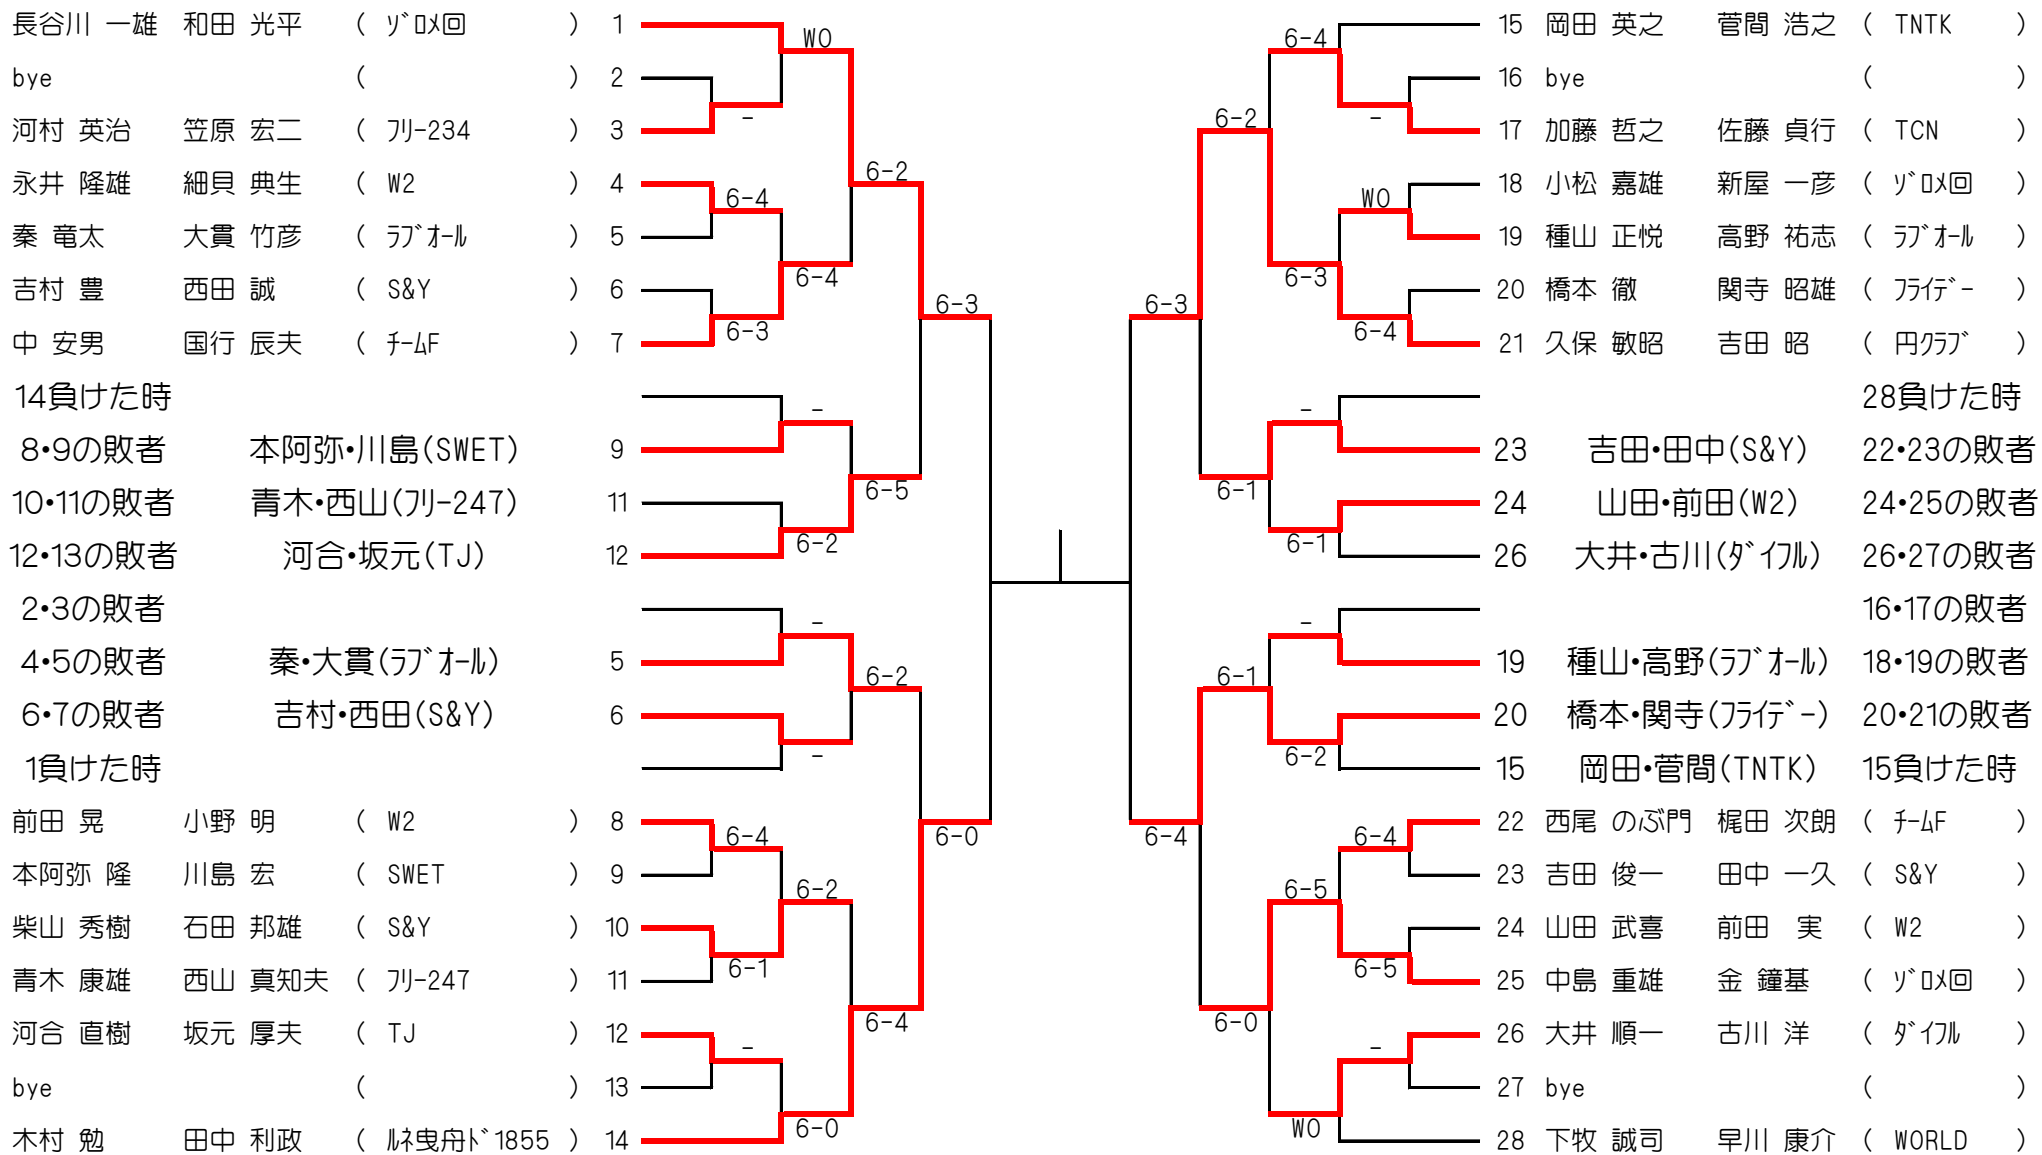 長谷川 一雄 和田 光平 ( ｿﾞﾛﾒ回 ) 1 WO 6-4 15 岡田 英之 菅間 浩之 ( TNTK )
bye ( ) 2 16 bye ( )
河村 英治 笠原 宏二 ( ﾌﾘｰ234 ) 3 - 6-2 - 17 加藤 哲之 佐藤 貞行 ( TCN )
永井 隆雄 細貝 典生 ( W2 ) 4 6-4 6-2 WO 18 小松 嘉雄 新屋 一彦 ( ｿﾞﾛﾒ回 )
秦 竜太 大貫 竹彦 ( ﾗﾌﾞｵｰﾙ ) 5 19 種山 正悦 高野 祐志 ( ﾗﾌﾞｵｰﾙ )
吉村 豊 西田 誠 ( S&Y ) 6 6-4 6-3 6-3 6-3 20 橋本 徹 関寺 昭雄 ( ﾌﾗｲﾃﾞｰ )
中 安男 国行 辰夫 ( ﾁｰﾑF ) 7 6-3 6-4 21 久保 敏昭 吉田 昭 ( 円ｸﾗﾌﾞ )
14負けた時 - - 28負けた時
8•9の敗者 本阿弥•川島(SWET) 9 23 吉田•田中(S&Y) 22•23の敗者
10•11の敗者 青木•西山(ﾌﾘｰ247) 11 6-5 6-1 24 山田•前田(W2) 24•25の敗者
12•13の敗者 河合•坂元(TJ) 12 6-2 6-1 26 大井•古川(ﾀﾞｲﾌﾙ) 26•27の敗者
2•3の敗者 - - 16•17の敗者
4•5の敗者 秦•大貫(ﾗﾌﾞｵｰﾙ) 5 6-2 6-1 19 種山•高野(ﾗﾌﾞｵｰﾙ) 18•19の敗者
6•7の敗者 吉村•西田(S&Y) 6 20 橋本•関寺(ﾌﾗｲﾃﾞｰ) 20•21の敗者
1負けた時 - 6-2 15 岡田•菅間(TNTK) 15負けた時
前田 晃 小野 明 ( W2 ) 8 6-4 6-0 6-4 6-4 22 西尾 のぶ門 梶田 次朗 ( ﾁｰﾑF )
本阿弥 隆 川島 宏 ( SWET ) 9 6-2 6-5 23 吉田 俊一 田中 一久 ( S&Y )
柴山 秀樹 石田 邦雄 ( S&Y ) 10 24 山田 武喜 前田 実 ( W2 )
青木 康雄 西山 真知夫 ( ﾌﾘｰ247 ) 11 6-1 6-5 25 中島 重雄 金 鐘基 ( ｿﾞﾛﾒ回 )
河合 直樹 坂元 厚夫 ( TJ ) 12 - 6-4 6-0 - 26 大井 順一 古川 洋 ( ﾀﾞｲﾌﾙ )
bye ( ) 13 27 bye ( )
木村 勉 田中 利政 ( ﾙﾈ曳舟ﾄﾞ1855 ) 14 6-0 WO 28 下牧 誠司 早川 康介 ( WORLD )